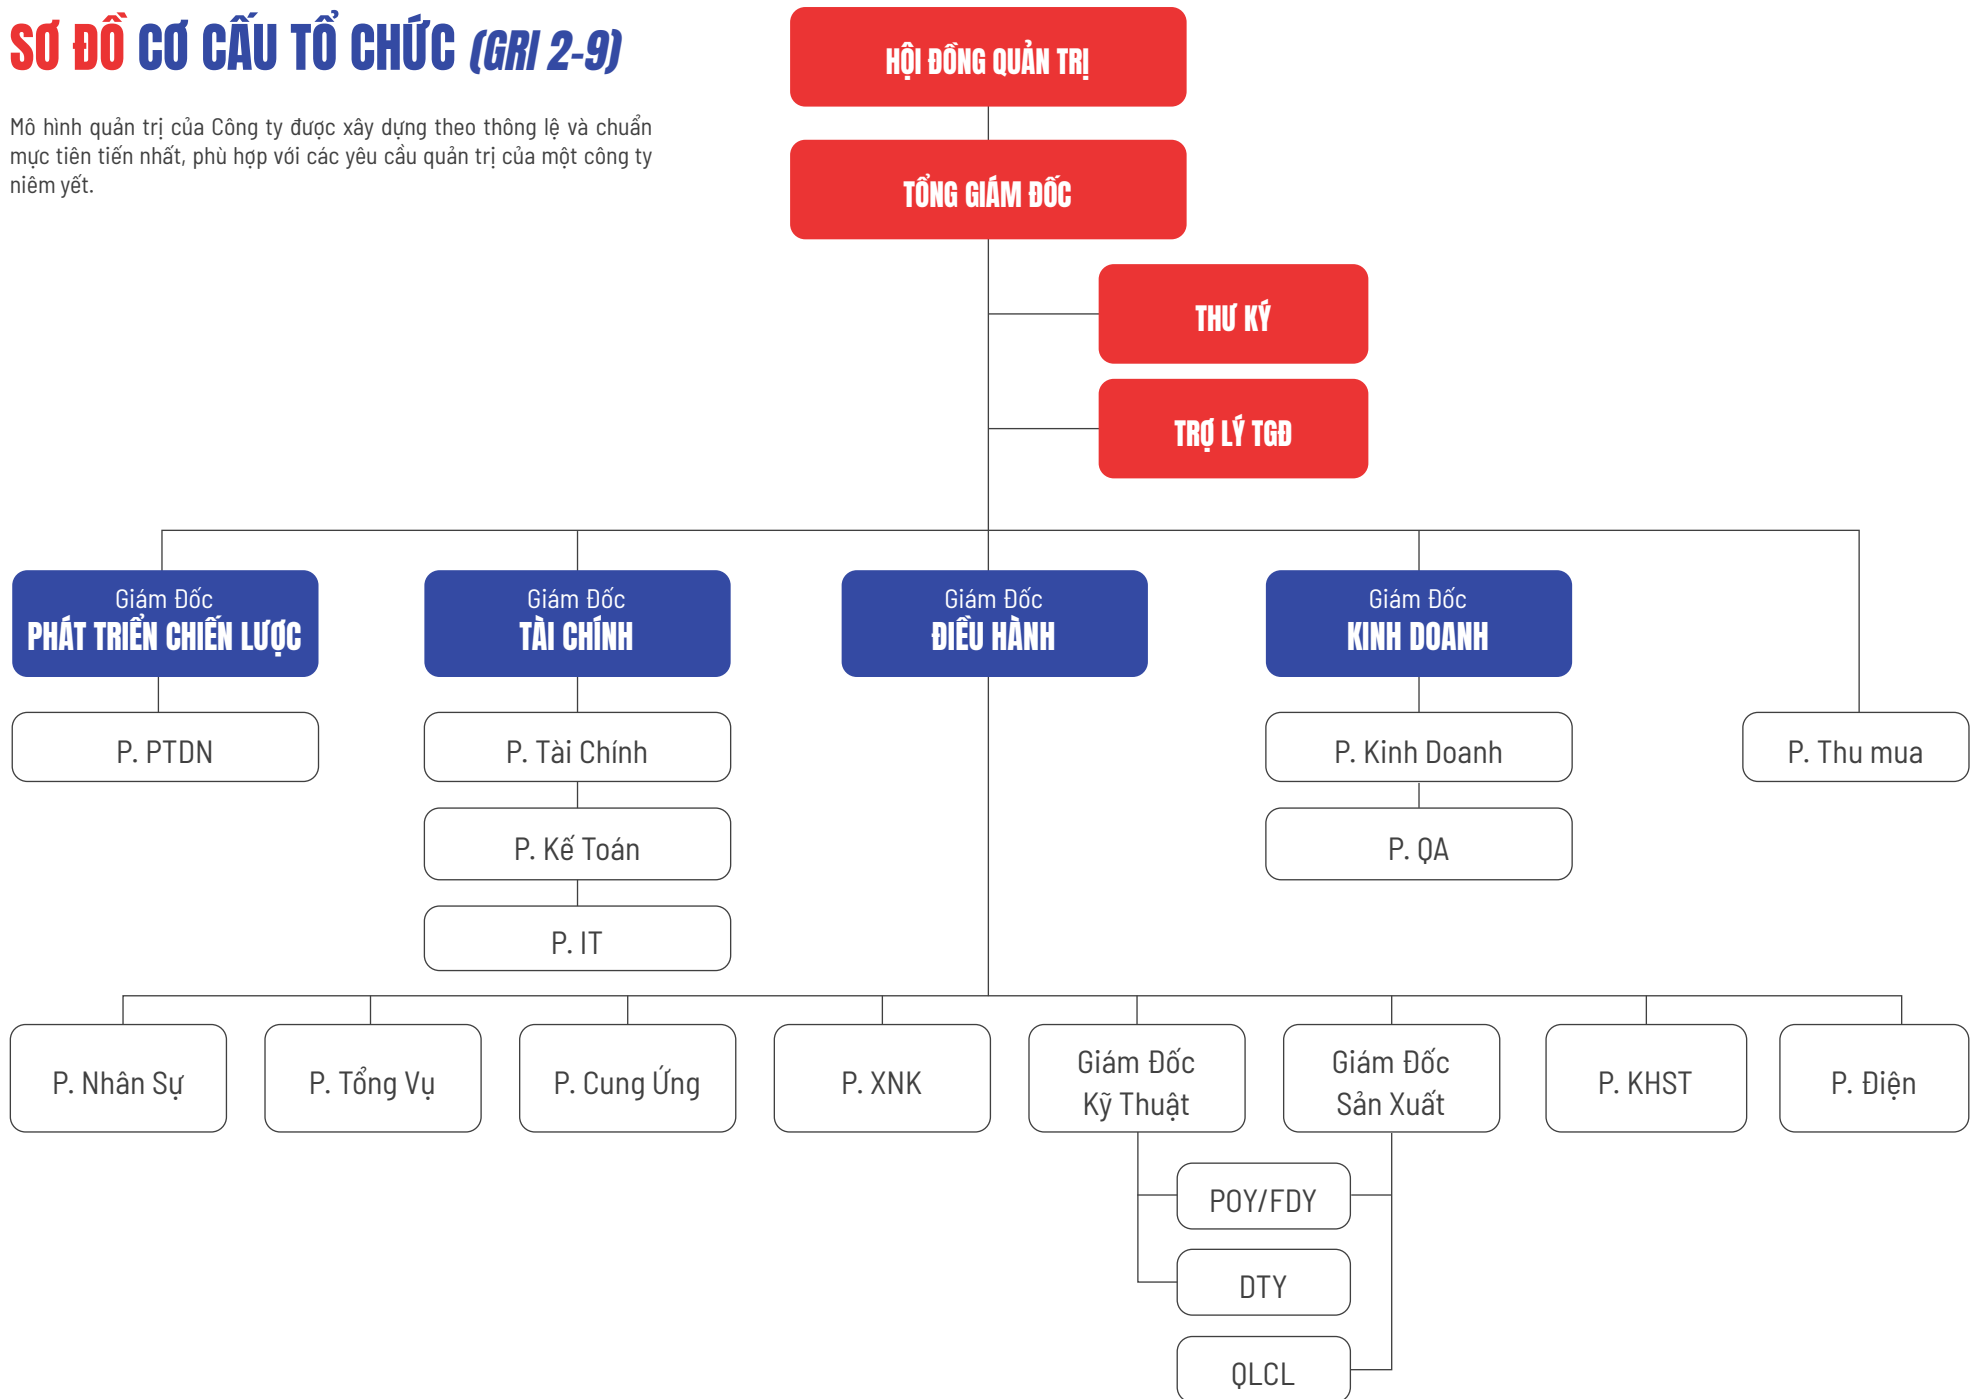 SƠ ĐỒ CƠ CẤU TỔ CHỨC (GRI 2-9)
Mô hình quản trị của Công ty được xây dựng theo thông lệ và chuẩn
mực tiên tiến nhất, phù hợp với các yêu cầu quản trị của một công ty
niêm yết.
HỘI ĐỒNG QUẢN TRỊ
TỔNG GIÁM ĐỐC
THƯ KÝ
TRỢ LÝ TGĐ
Giám Đốc
PHÁT TRIỂN CHIẾN LƯỢC
Giám Đốc
TÀI CHÍNH
Giám Đốc
ĐIỀU HÀNH
Giám Đốc
KINH DOANH
P. PTDN
P. Tài Chính
P. Kinh Doanh
P. Thu mua
P. Kế Toán
P. QA
P. IT
P. Nhân Sự
P. Tổng Vụ
P. Cung Ứng
P. XNK
Giám Đốc
Kỹ Thuật
Giám Đốc
Sản Xuất
P. KHST
P. Điện
POY/FDY
DTY
QLCL